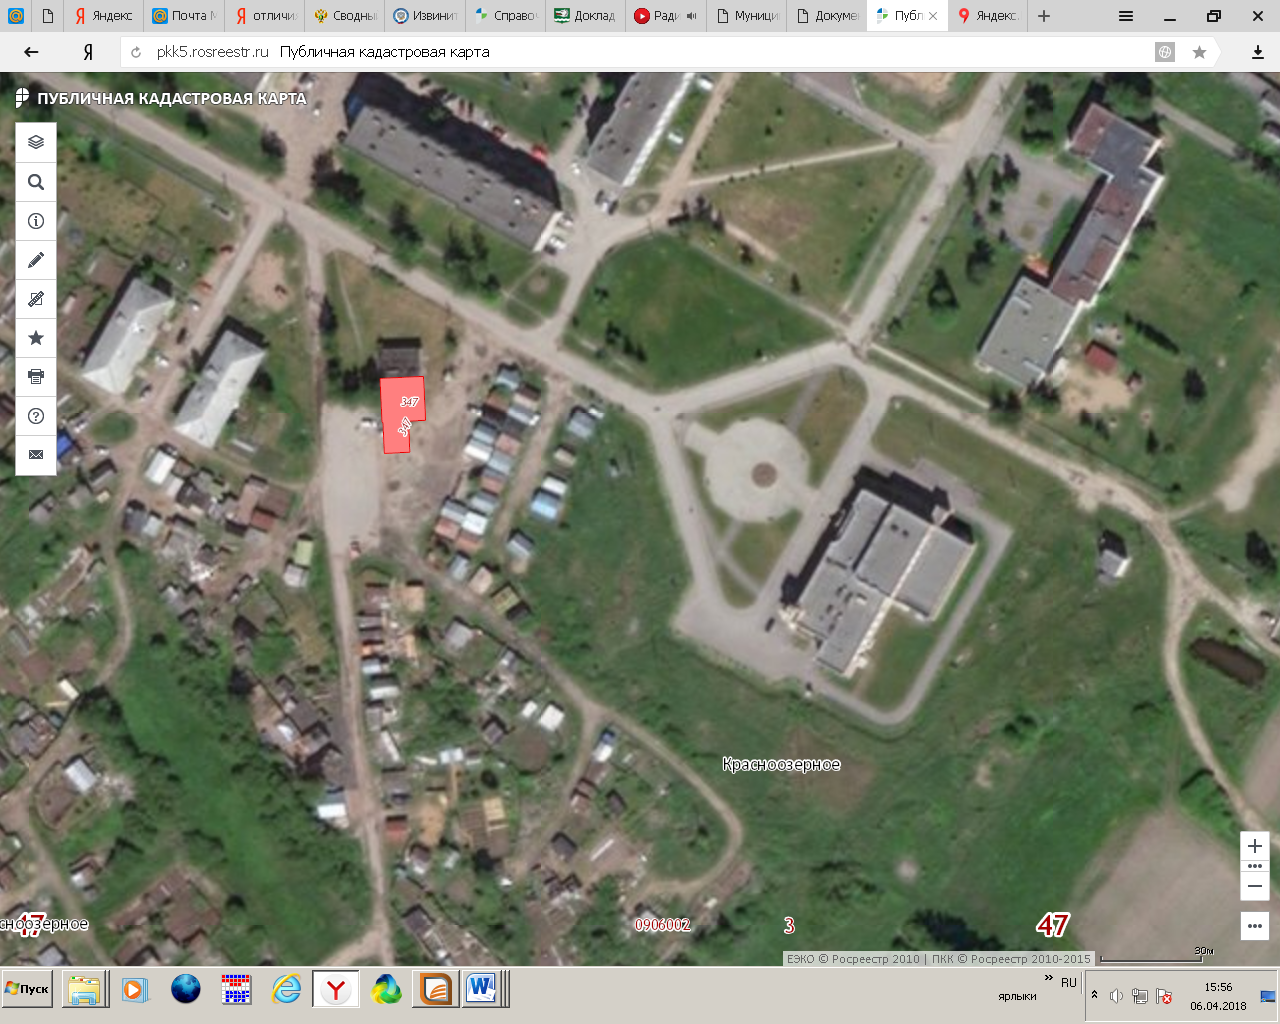 Яндекс
Почта М
отличи
Сводны
Извинит
Справо
Доклад
Ради
Муници
Докуме
Публ
Яндекс.
pkk5.rosreestr.ru Публичная кадастровая карта
ПУБЛИЧНАЯ КАДАСТРОВАЯ КАРТА
347
347
Красноозерное
сноозерное
47
0906002
3
47
30м
ЕЭКО © Росреестр 2010 | ПКК © Росреестр 2010-2015
Пуск
ярлыки
»
RU
15:56
06.04.2018